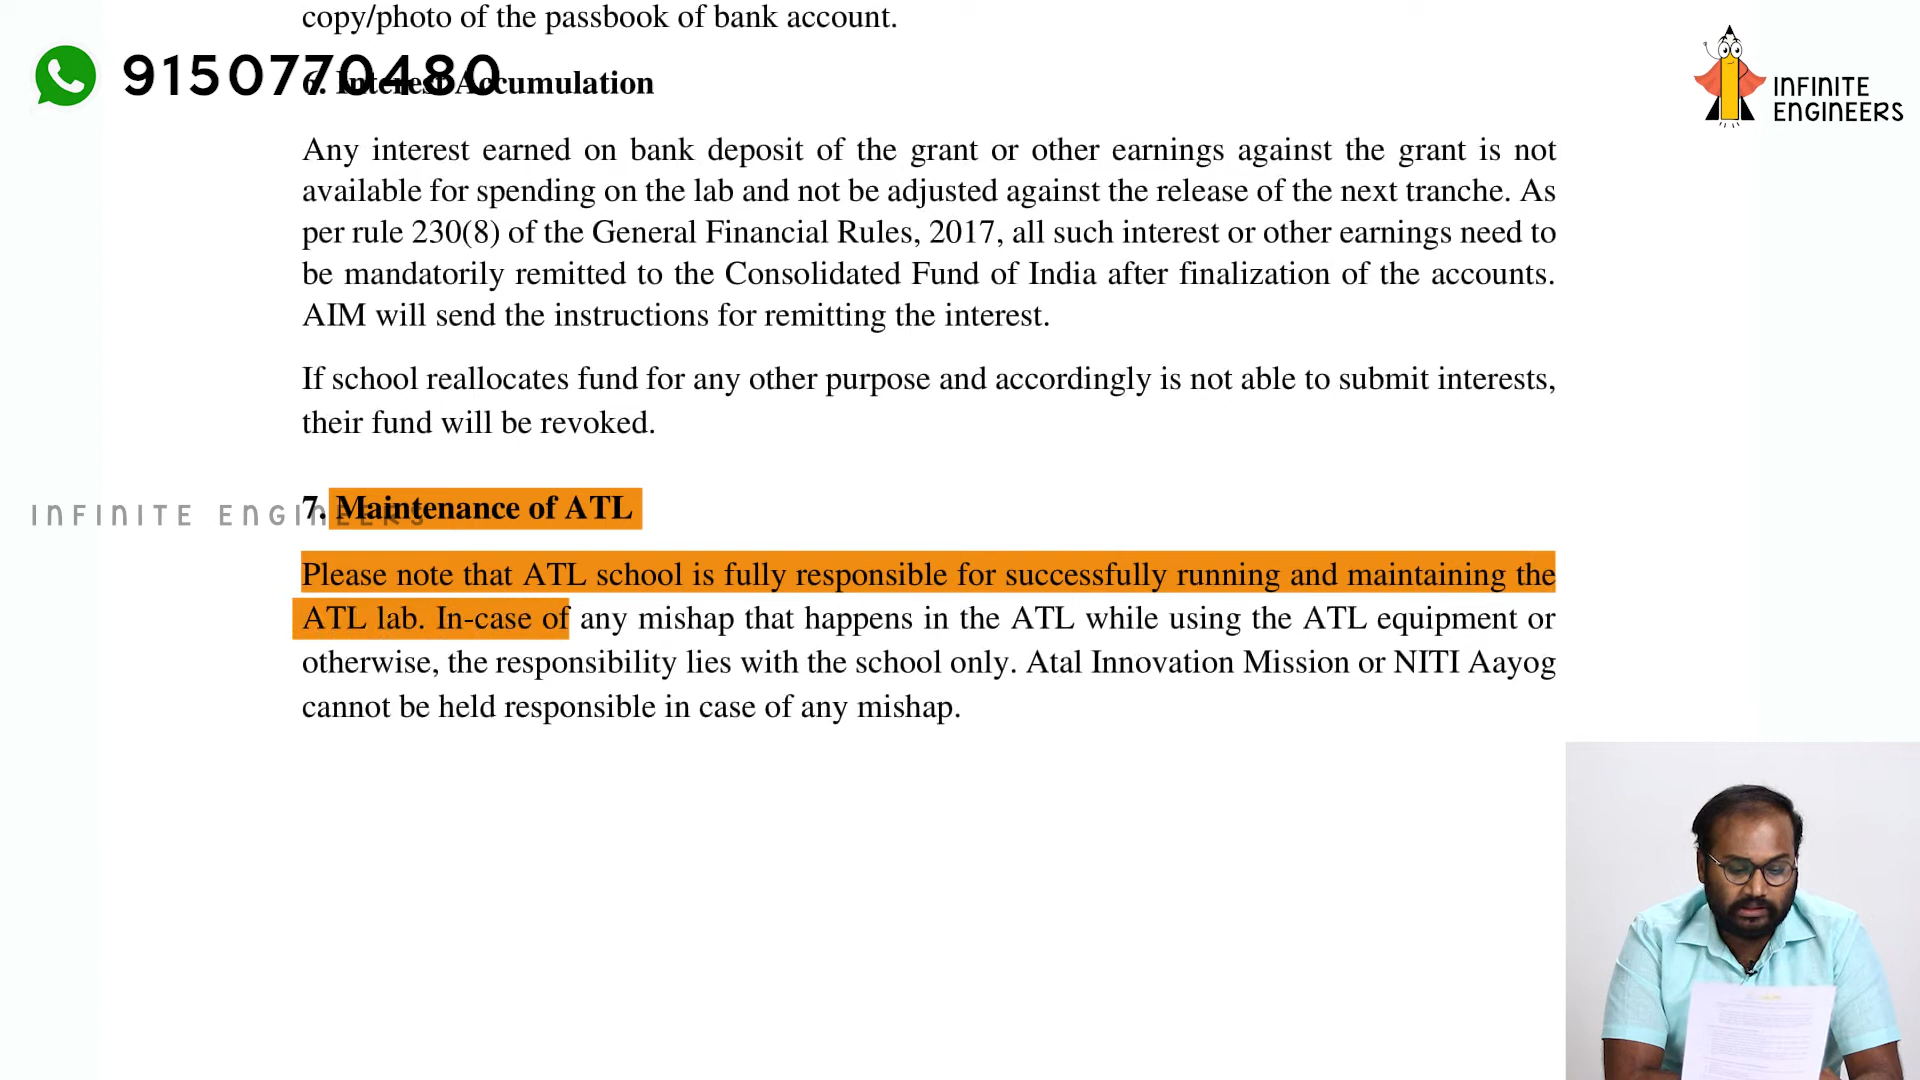 copy/photo of the passbook of bank account.
9150770480
6. Interest Accumulation
INFINITE
ENGINEERS
Any interest earned on bank deposit of the grant or other earnings against the grant is not
available for spending on the lab and not be adjusted against the release of the next tranche. As
per rule 230(8) of the General Financial Rules, 2017, all such interest or other earnings need to
be mandatorily remitted to the Consolidated Fund of India after finalization of the accounts.
AIM will send the instructions for remitting the interest.
If school reallocates fund for any other purpose and accordingly is not able to submit interests,
their fund will be revoked.
7. Maintenance of ATL
INFINITE ENGINEERS
Please note that ATL school is fully responsible for successfully running and maintaining the
ATL lab. In-case of any mishap that happens in the ATL while using the ATL equipment or
otherwise, the responsibility lies with the school only. Atal Innovation Mission or NITI Aayog
cannot be held responsible in case of any mishap.